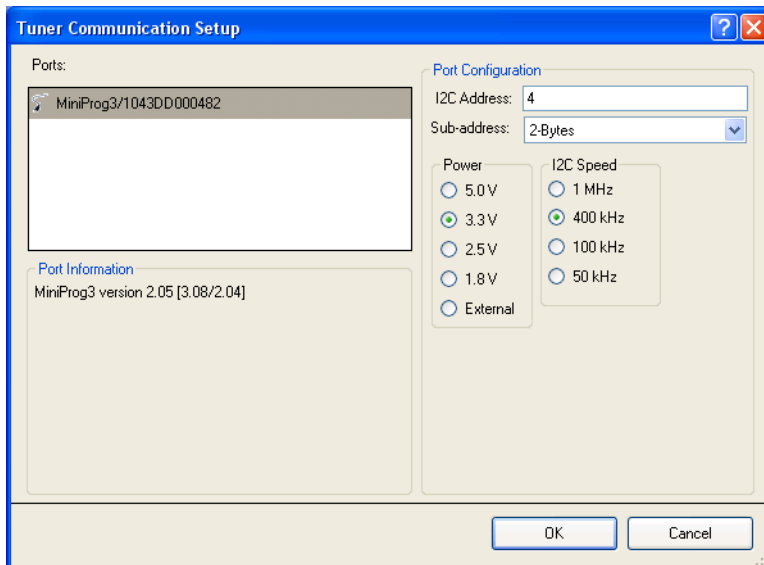 Tuner Communication Setup
Ports:
MiniProg3/1043DD000482
Port Information
MiniProg3 version 2.05 [3.08/2.04]
Port Configuration
I2C Address: 4
Sub-address: 2-Bytes
Power
5.0 V
3.3 V
2.5 V
1.8 V
External
I2C Speed
1 MHz
400 kHz
100 kHz
50 kHz
OK Cancel